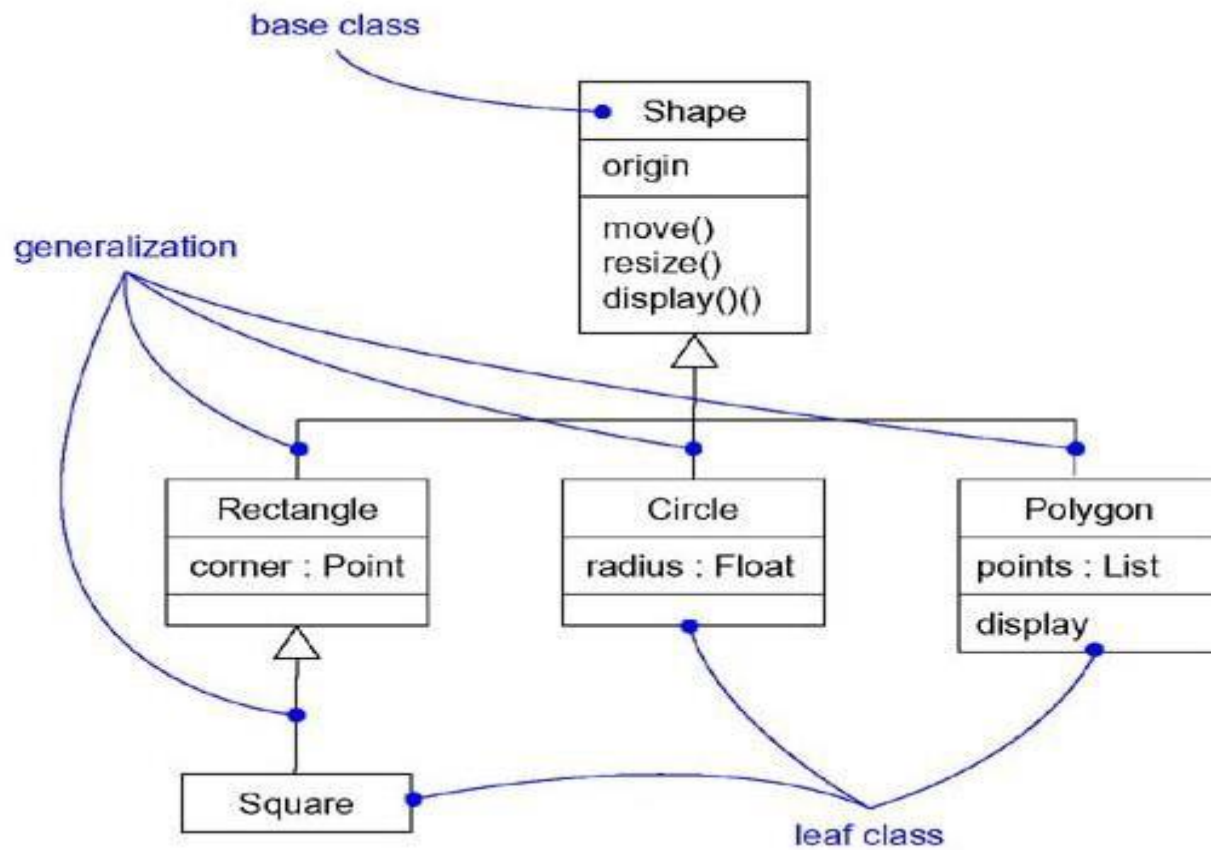 base class
Shape
origin
move()
resize()
display()()
generalization
Rectangle
corner : Point
Circle
radius : Float
Polygon
points : List
display
Square
leaf class